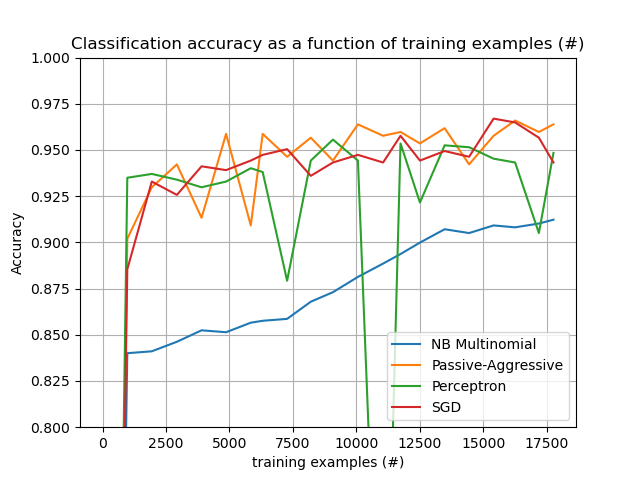 Classification accuracy as a function of training examples (#)
1.000
0.975
0.950
0.925
0.900
0.875
0.850
0.825
0.800
Accuracy
NB Multinomial
Passive-Aggressive
Perceptron
SGD
0 2500 5000 7500 10000 12500 15000 17500
training examples (#)